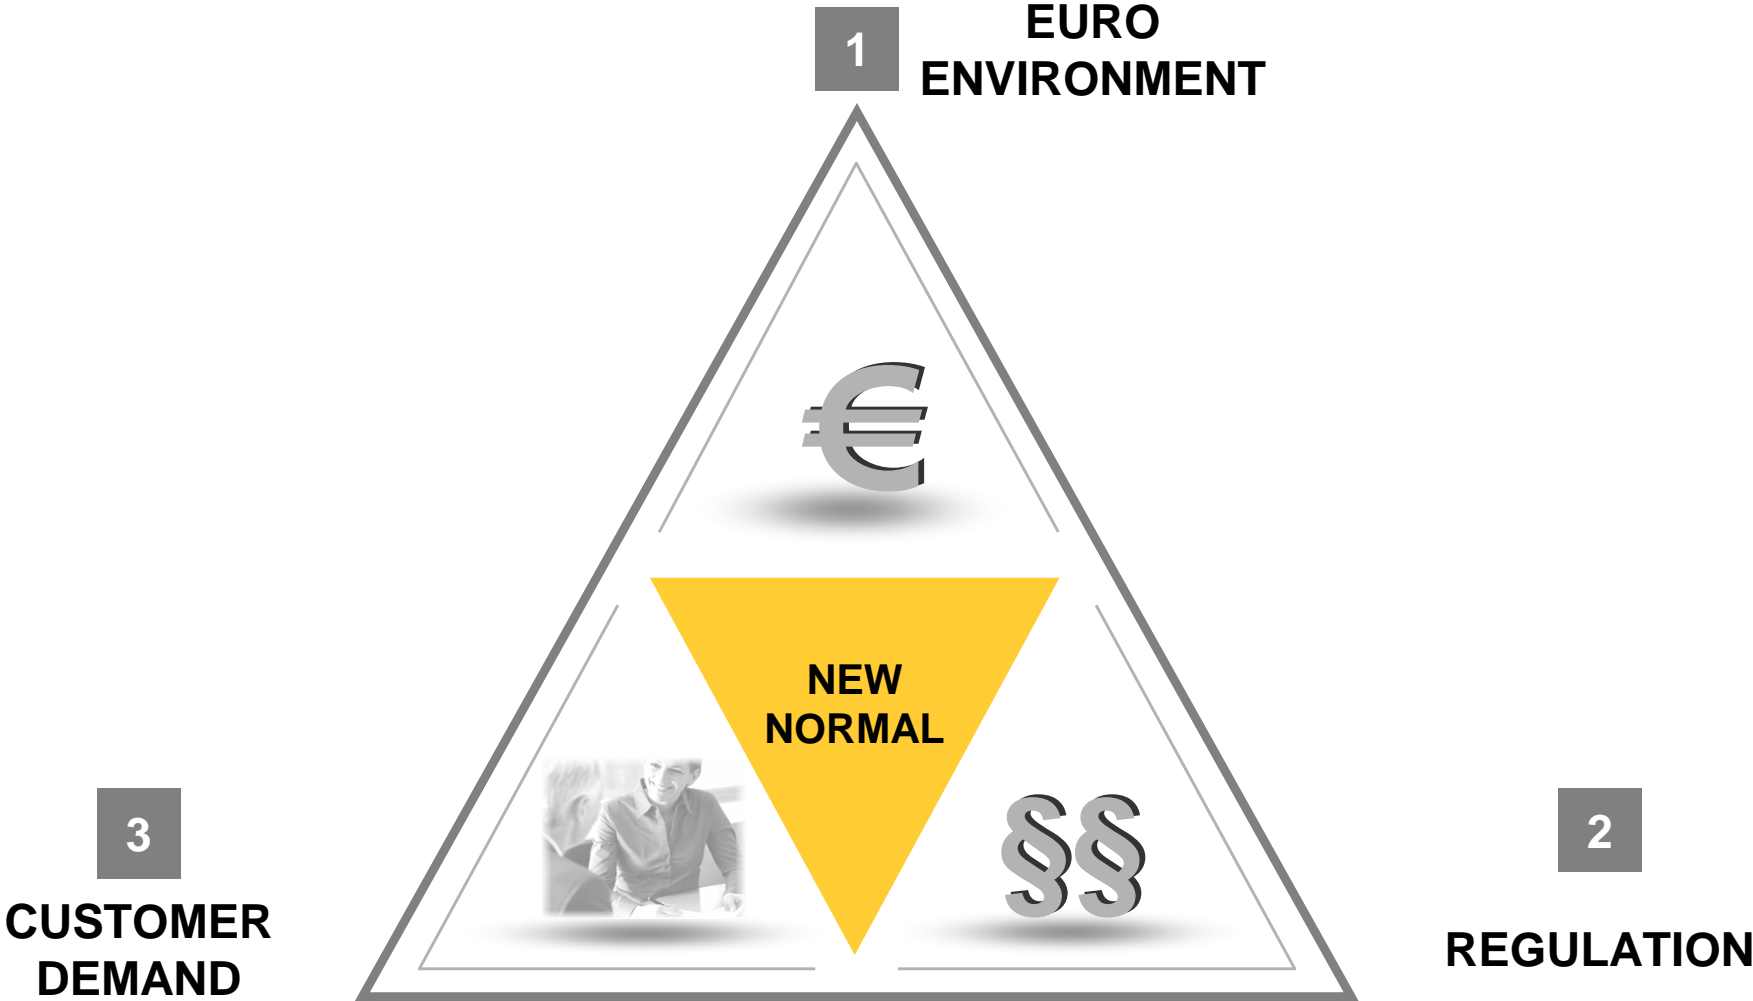 1
EURO
ENVIRONMENT
€
NEW
NORMAL
§§
3
CUSTOMER
DEMAND
2
REGULATION